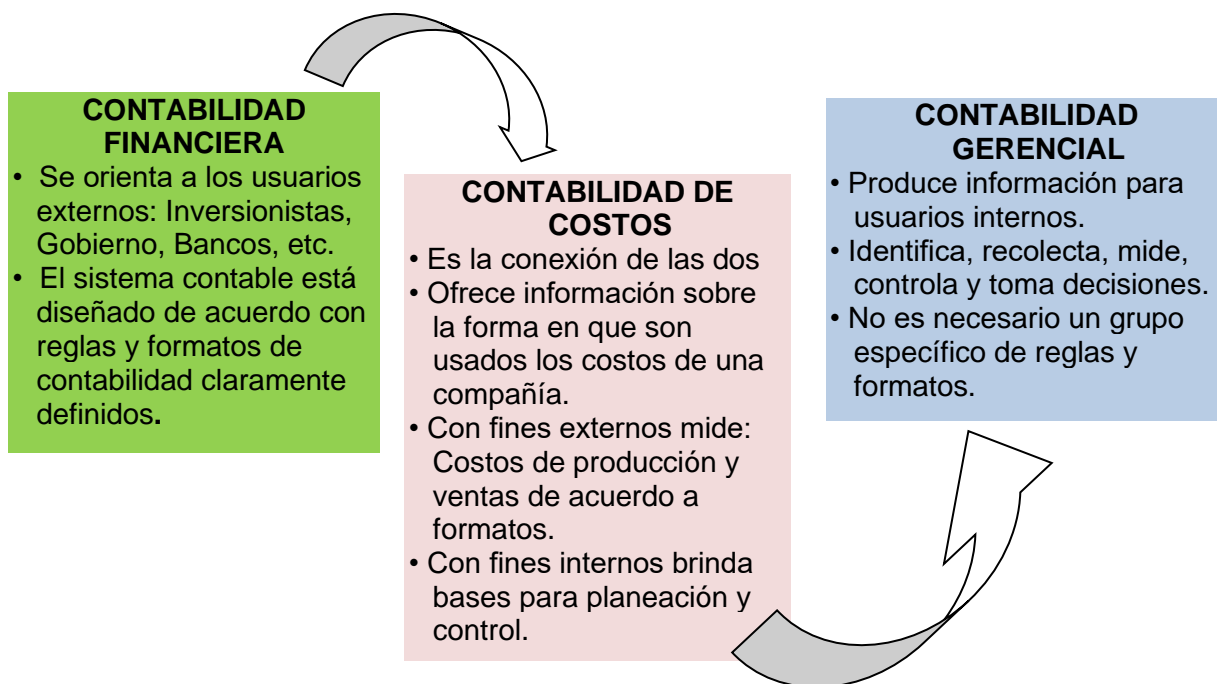 CONTABILIDAD
FINANCIERA
• Se orienta a los usuarios
externos: Inversionistas,
Gobierno, Bancos, etc.
• El sistema contable está
diseñado de acuerdo con
reglas y formatos de
contabilidad claramente
definidos.
CONTABILIDAD DE
COSTOS
• Es la conexión de las dos
• Ofrece información sobre
la forma en que son
usados los costos de una
compañía.
• Con fines externos mide:
Costos de producción y
ventas de acuerdo a
formatos.
• Con fines internos brinda
bases para planeación y
control.
CONTABILIDAD
GERENCIAL
• Produce información para
usuarios internos.
• Identifica, recolecta, mide,
controla y toma decisiones.
• No es necesario un grupo
específico de reglas y
formatos.